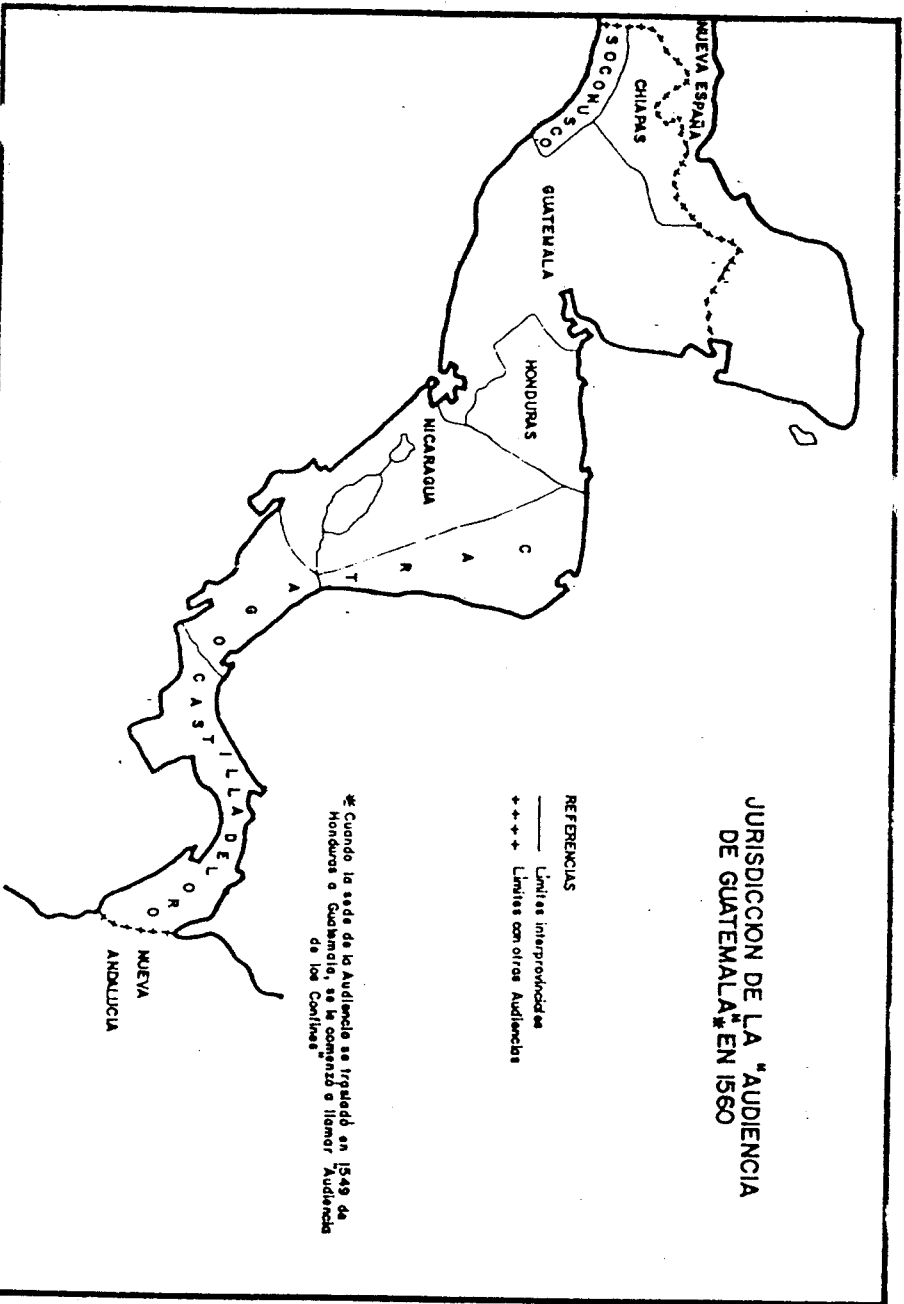 JURISDICCION DE LA "AUDIENCIA
DE GUATEMALA"* EN 1560
REFERENCIAS
Límites interprovinciales
++++ Límites con otras Audiencias
* Cuando la sede de la Audiencia se trasladó en 1549 de
Honduras a Guatemala, se le comenzó a llamar "Audiencia
de los Confines"
NUEVA ESPAÑA
CHIAPAS
SOCONUSCO
GUATEMALA
HONDURAS
NICARAGUA
CARTAGO
CASTILLA DEL ORO
NUEVA
ANDALUCIA